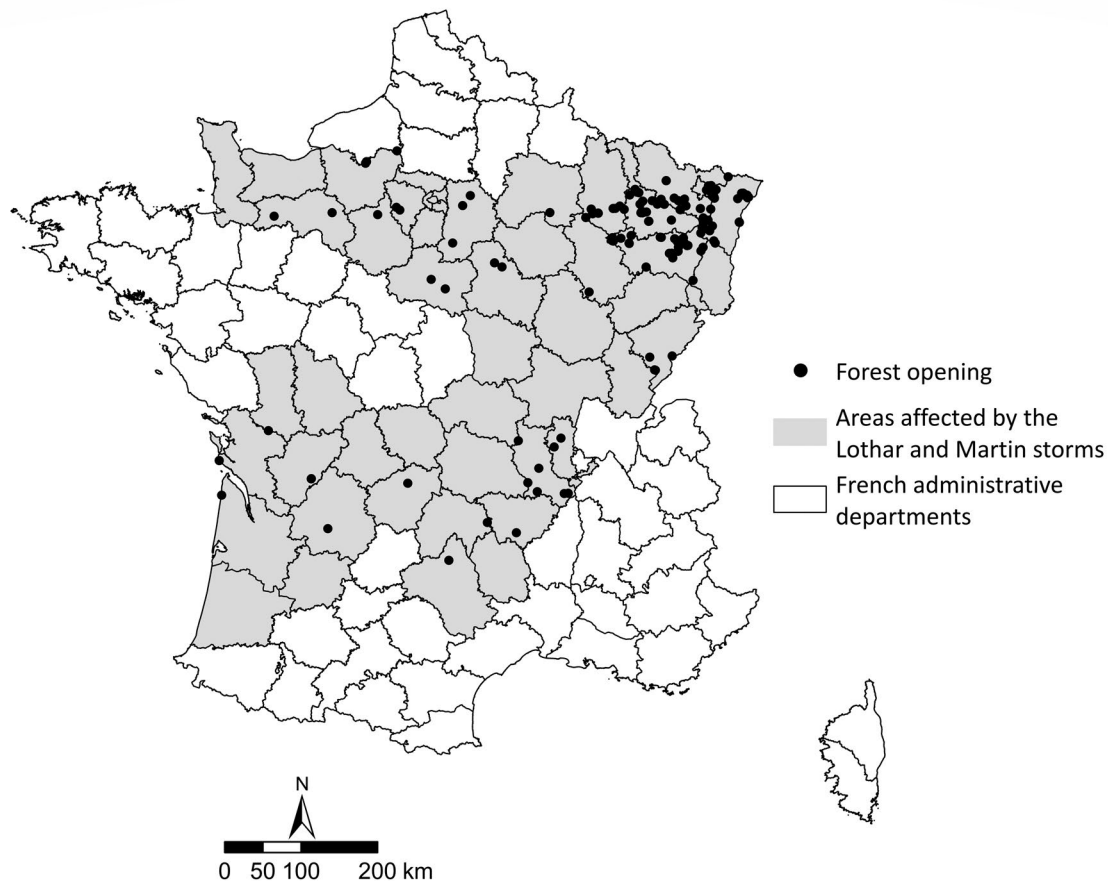 Forest opening
Areas affected by the
Lothar and Martin storms
French administrative
departments
N
0 50 100 200 km